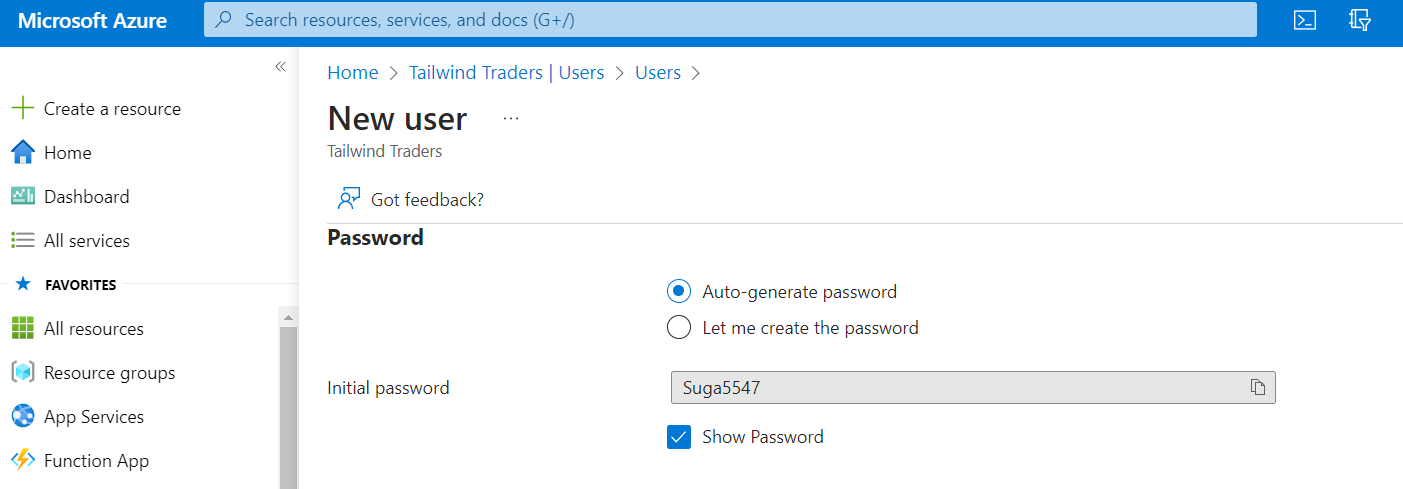 Microsoft Azure
Search resources, services, and docs (G+/)
Create a resource
Home
Dashboard
All services
FAVORITES
All resources
Resource groups
App Services
Function App
Home > Tailwind Traders | Users > Users >
New user ...
Tailwind Traders
Got feedback?
Password
Auto-generate password
Let me create the password
Initial password
Suga5547
Show Password